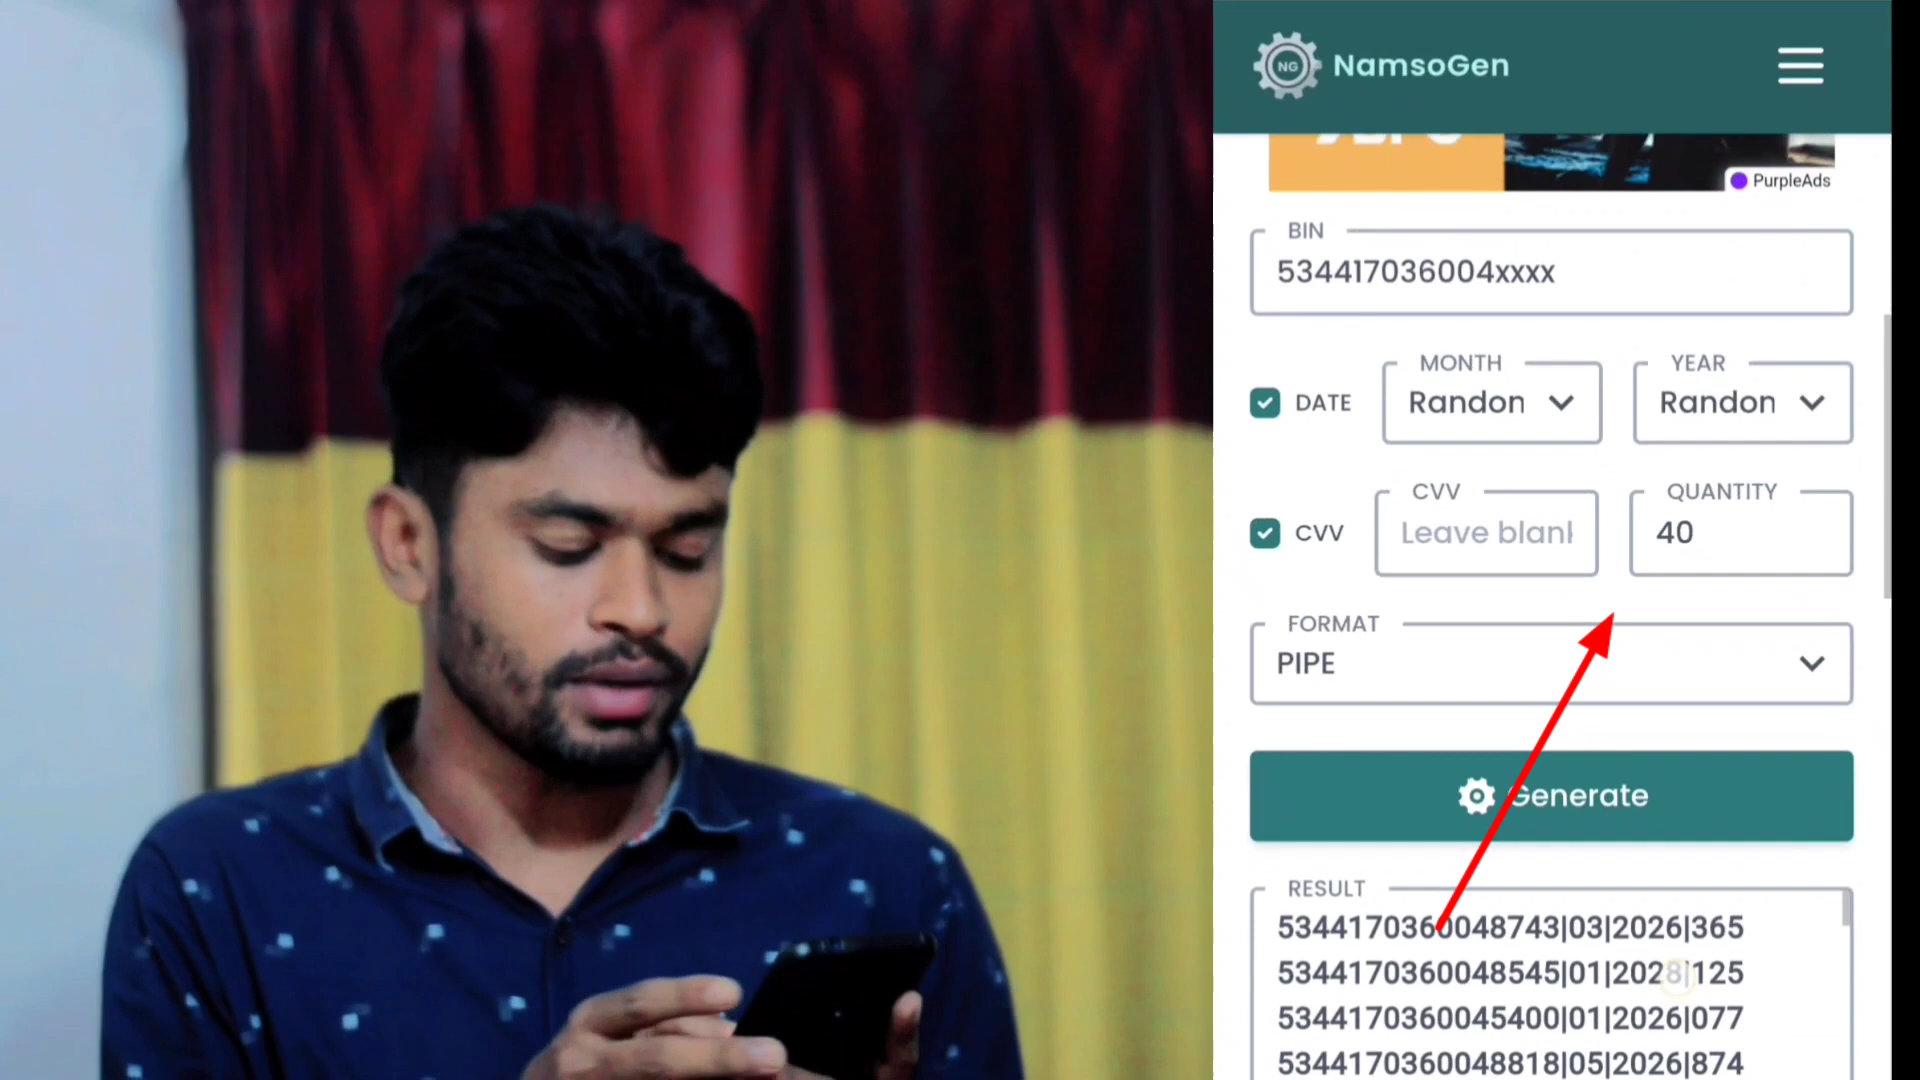 NG NamsoGen
PurpleAds
BIN
534417036004xxxx
MONTH YEAR
DATE Randon Randon
CVV QUANTITY
CVV Leave blank 40
FORMAT
PIPE
Generate
RESULT
5344170360048743|03|2026|365
5344170360048545|01|2028|125
5344170360045400|01|2026|077
5344170360048818|05|2026|874